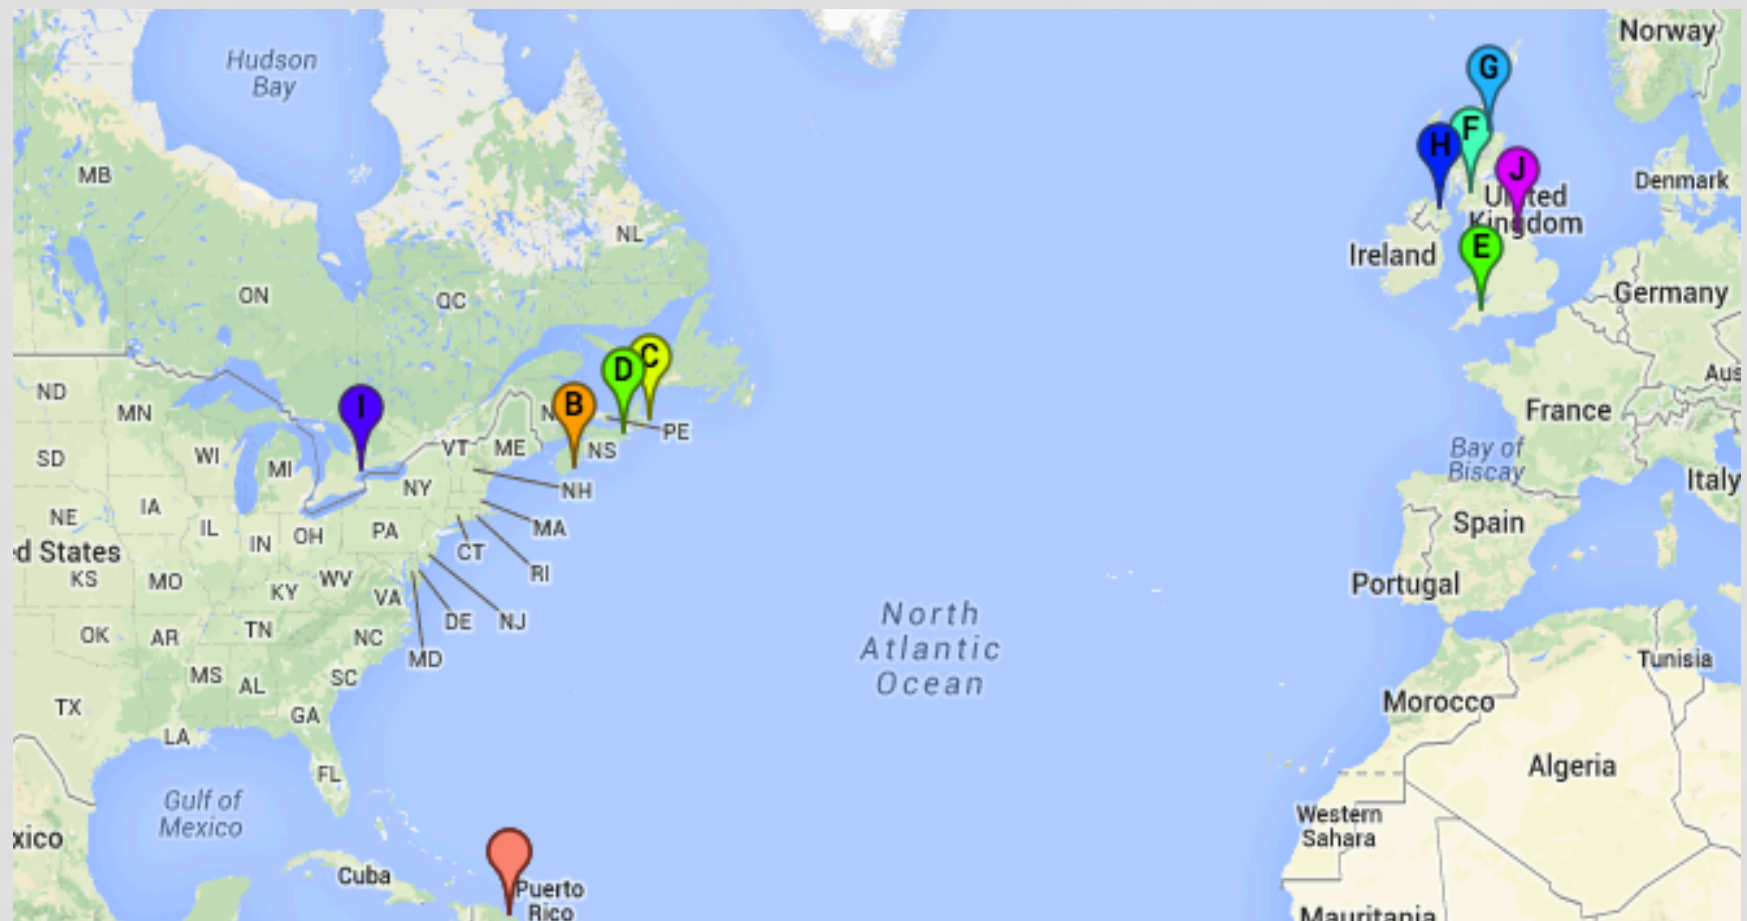 Hudson
Bay
Norway
G
F
H
J
MB
Denmark
United
Kingdom
NL
E
Ireland
ON
QC
Germany
C
D
ND
MN
I
B
N
PE
France
Aus
VT
ME
NS
Bay of
Biscay
WI
MI
SD
NY
NH
Italy
IA
NE
IL
IN
OH
PA
MA
Spain
d States
CT
KS
MO
KY
WV
VA
RI
Portugal
OK
AR
TN
NC
DE
NJ
North
Atlantic
Ocean
MD
Tunisia
MS
AL
SC
TX
GA
Morocco
LA
FL
Algeria
Gulf of
Mexico
Western
Sahara
xico
Cuba
Puerto
Rico
Mauritania